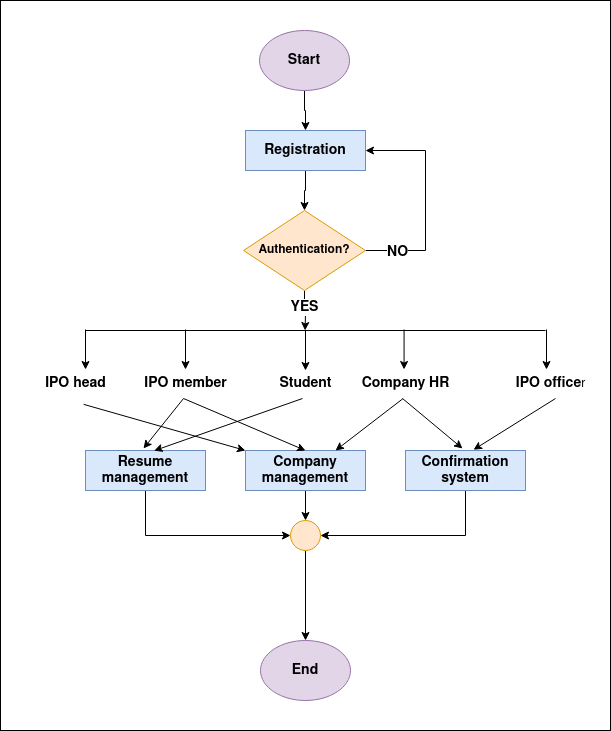 Start
Registration
Authentication?
NO
YES
IPO head
IPO member
Student
Company HR
IPO officer
Resume
management
Company
management
Confirmation
system
End